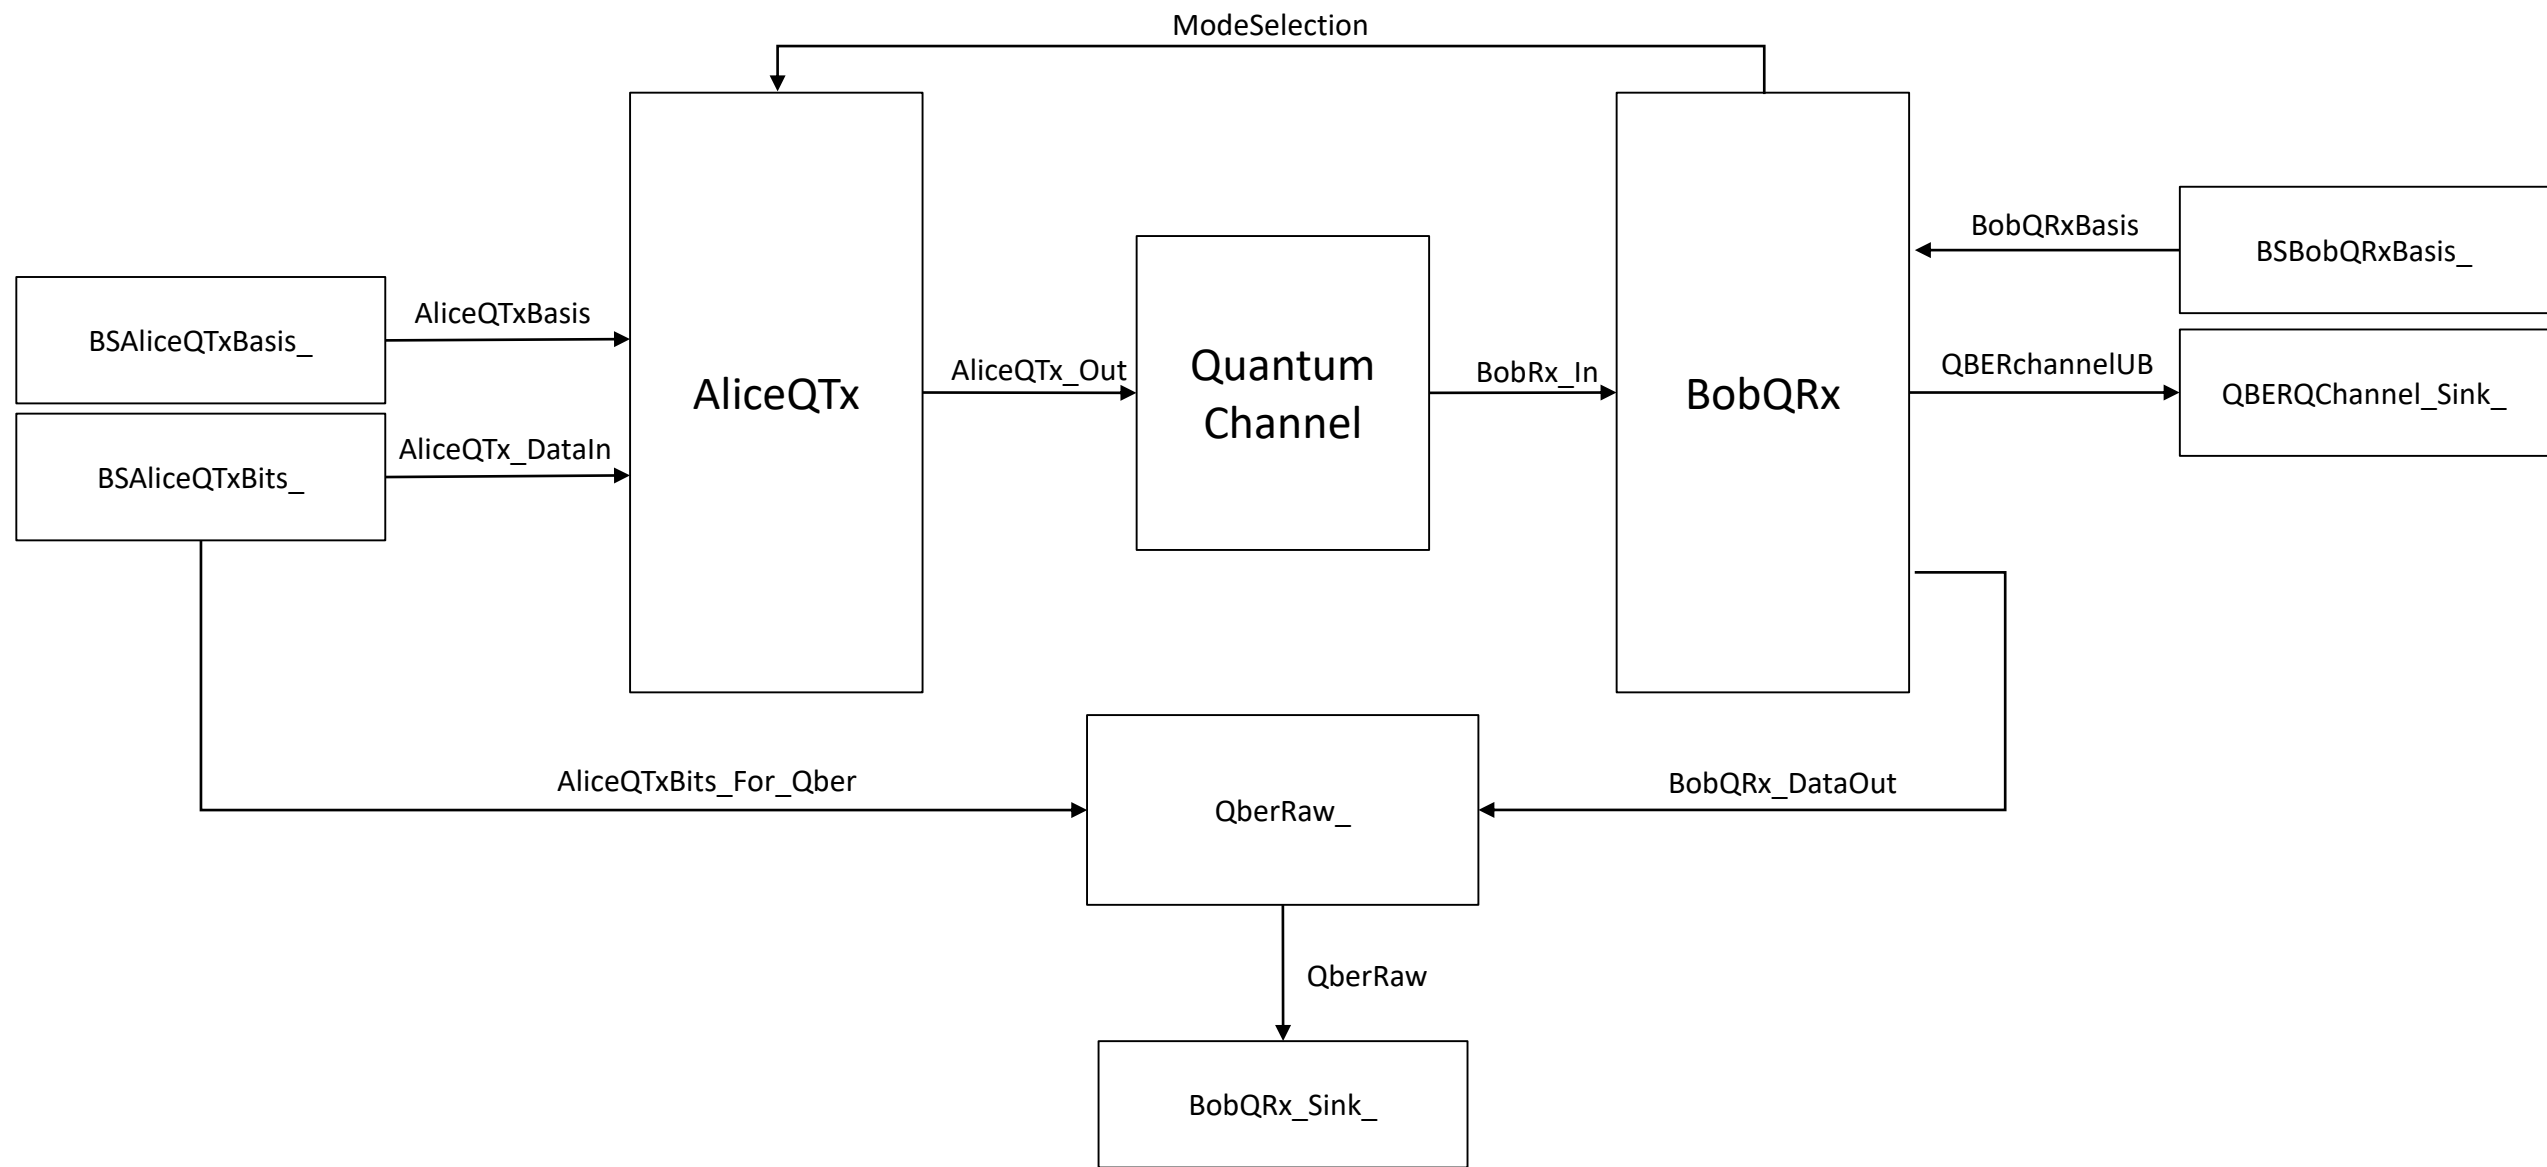 ModeSelection
BSAliceQTxBasis_
AliceQTxBasis
BSAliceQTxBits_
AliceQTx_DataIn
AliceQTx
AliceQTx_Out
Quantum
Channel
BobRx_In
BobQRx
BobQRxBasis
BSBobQRxBasis_
QBERchannelUB
QBERQChannel_Sink_
AliceQTxBits_For_Qber
QberRaw_
BobQRx_DataOut
QberRaw
BobQRx_Sink_